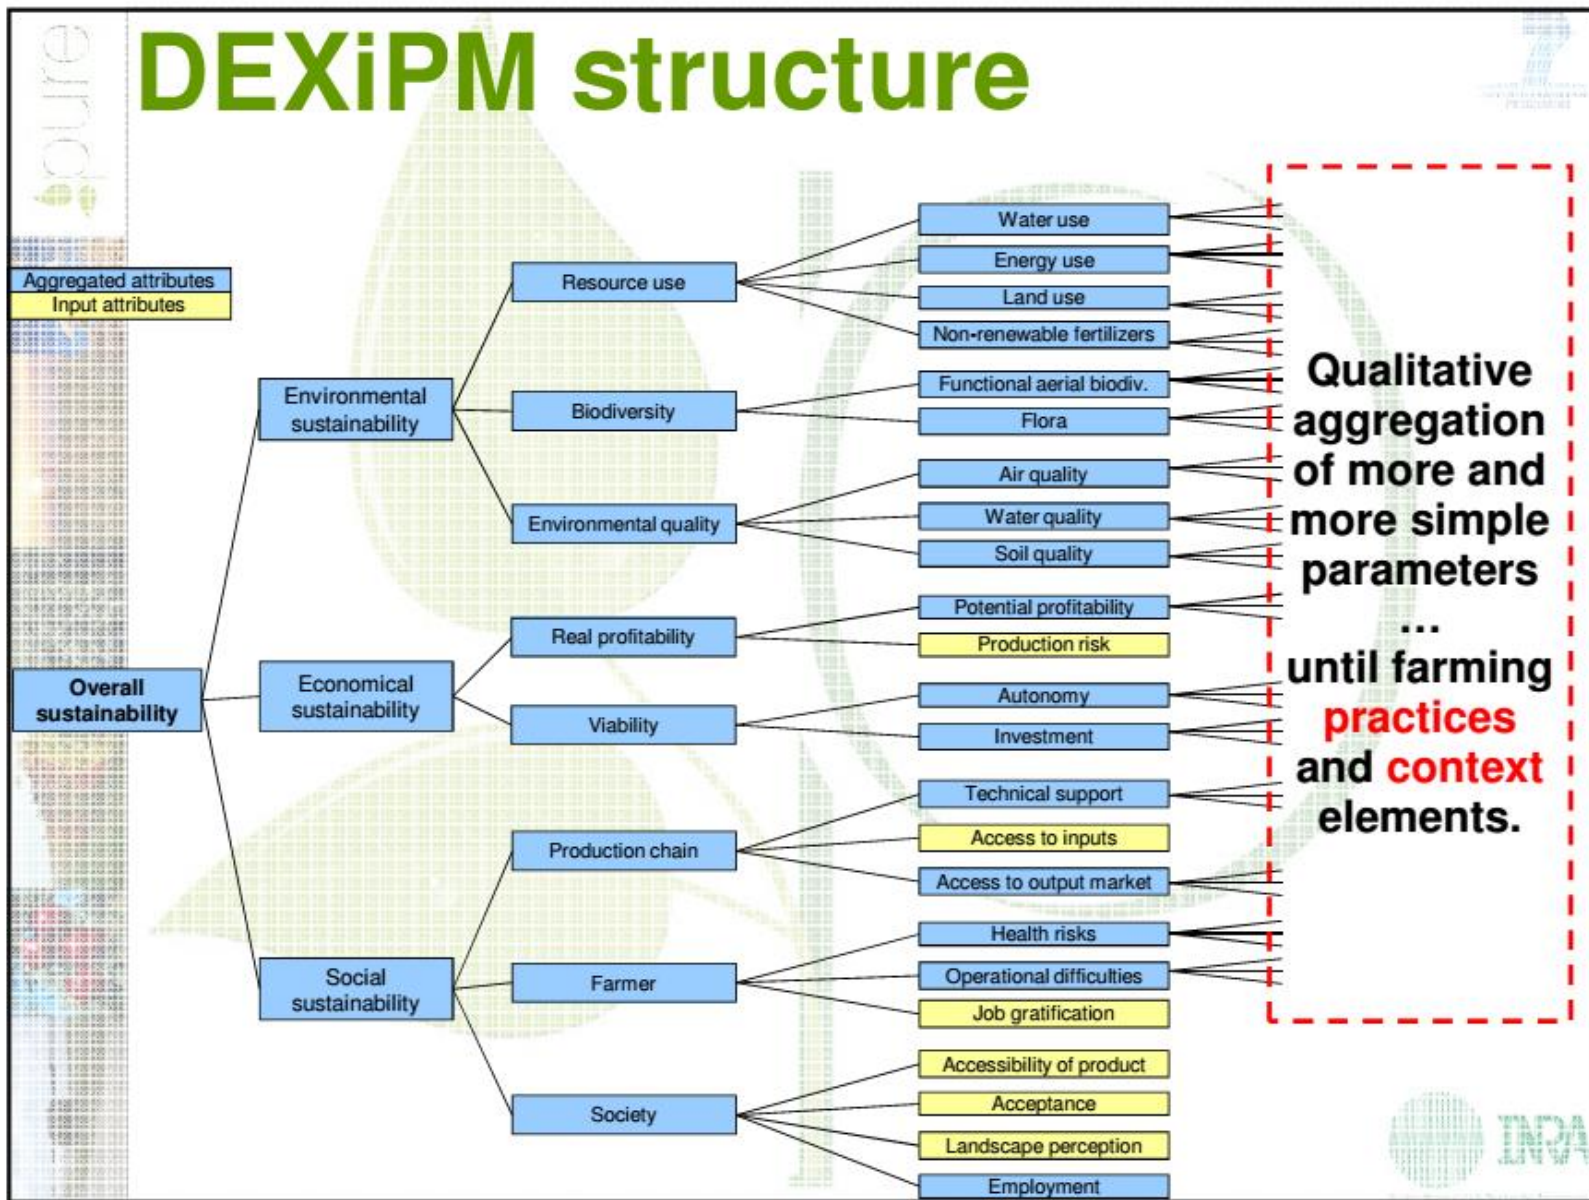 DEXiPM structure
pure
Aggregated attributes
Input attributes
Overall
sustainability
Environmental
sustainability
Economical
sustainability
Social
sustainability
Resource use
Biodiversity
Environmental quality
Real profitability
Viability
Production chain
Farmer
Society
Water use
Energy use
Land use
Non-renewable fertilizers
Functional aerial biodiv.
Flora
Air quality
Water quality
Soil quality
Potential profitability
Production risk
Autonomy
Investment
Technical support
Access to inputs
Access to output market
Health risks
Operational difficulties
Job gratification
Accessibility of product
Acceptance
Landscape perception
Employment
Qualitative
aggregation
of more and
more simple
parameters
...
until farming
practices
and context
elements.
INRA